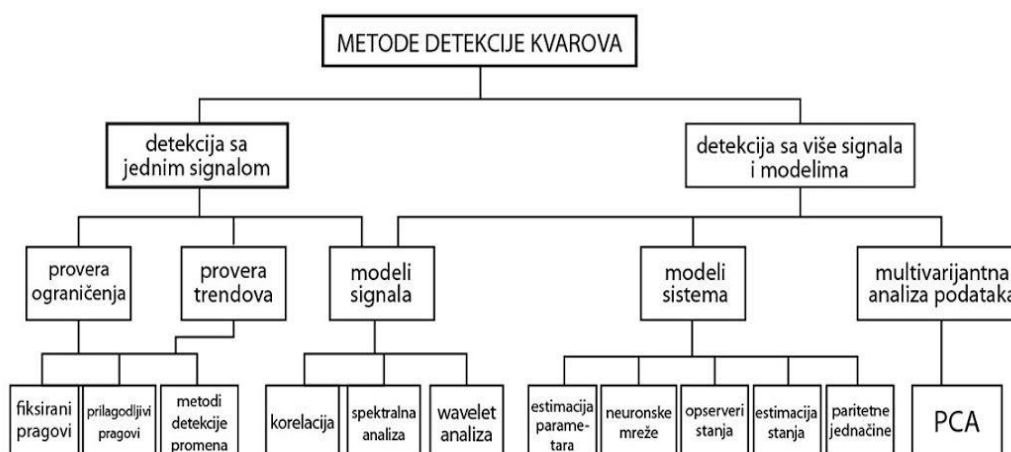 METODE DETEKCIJE KVAROVA
detekcija sa
jednim signalom
detekcija sa više signala
i modelima
provera
ograničenja
provera
trendova
modeli
signala
modeli
sistema
multivarijantna
analiza podataka
fiksirani
pragovi
prilagodljivi
pragovi
metodi
detekcije
promena
korelacija
spektralna
analiza
wavelet
analiza
estimacija
parame-
tara
neuronske
mreže
opserveri
stanja
estimacija
stanja
paritetne
jednačine
PCA